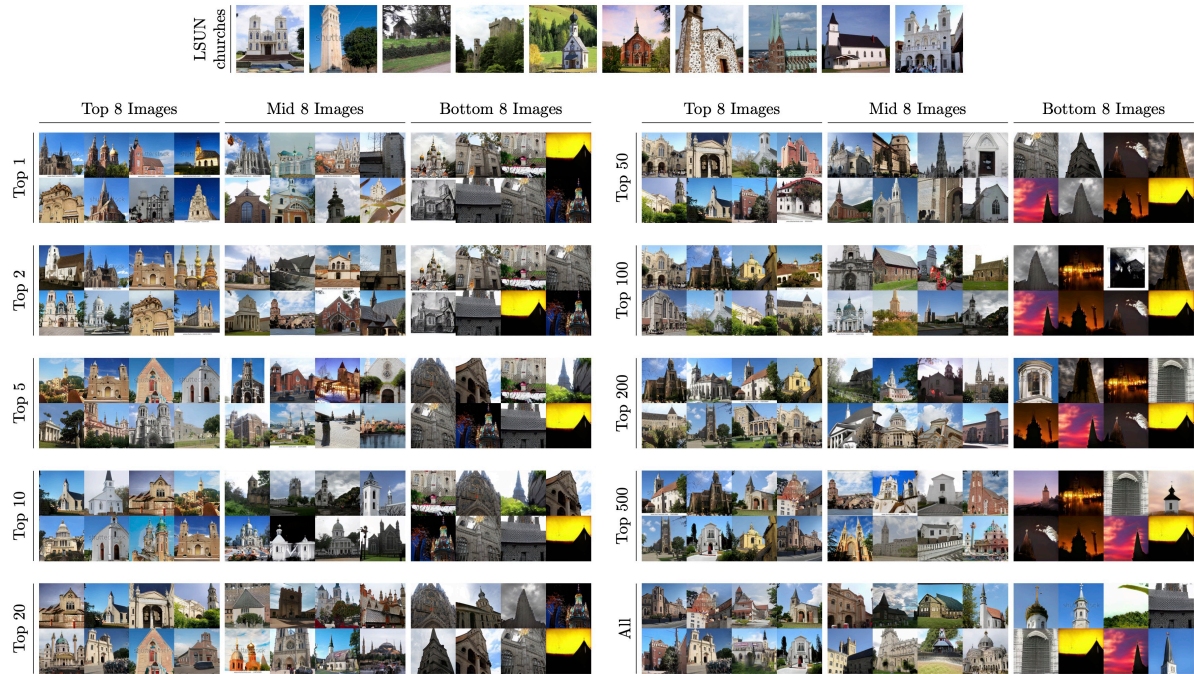 LSUN
churches
Top 8 Images
Mid 8 Images
Bottom 8 Images
Top 8 Images
Mid 8 Images
Bottom 8 Images
Top 1
Top 50
Top 2
Top 100
Top 5
Top 200
Top 10
Top 500
Top 20
All